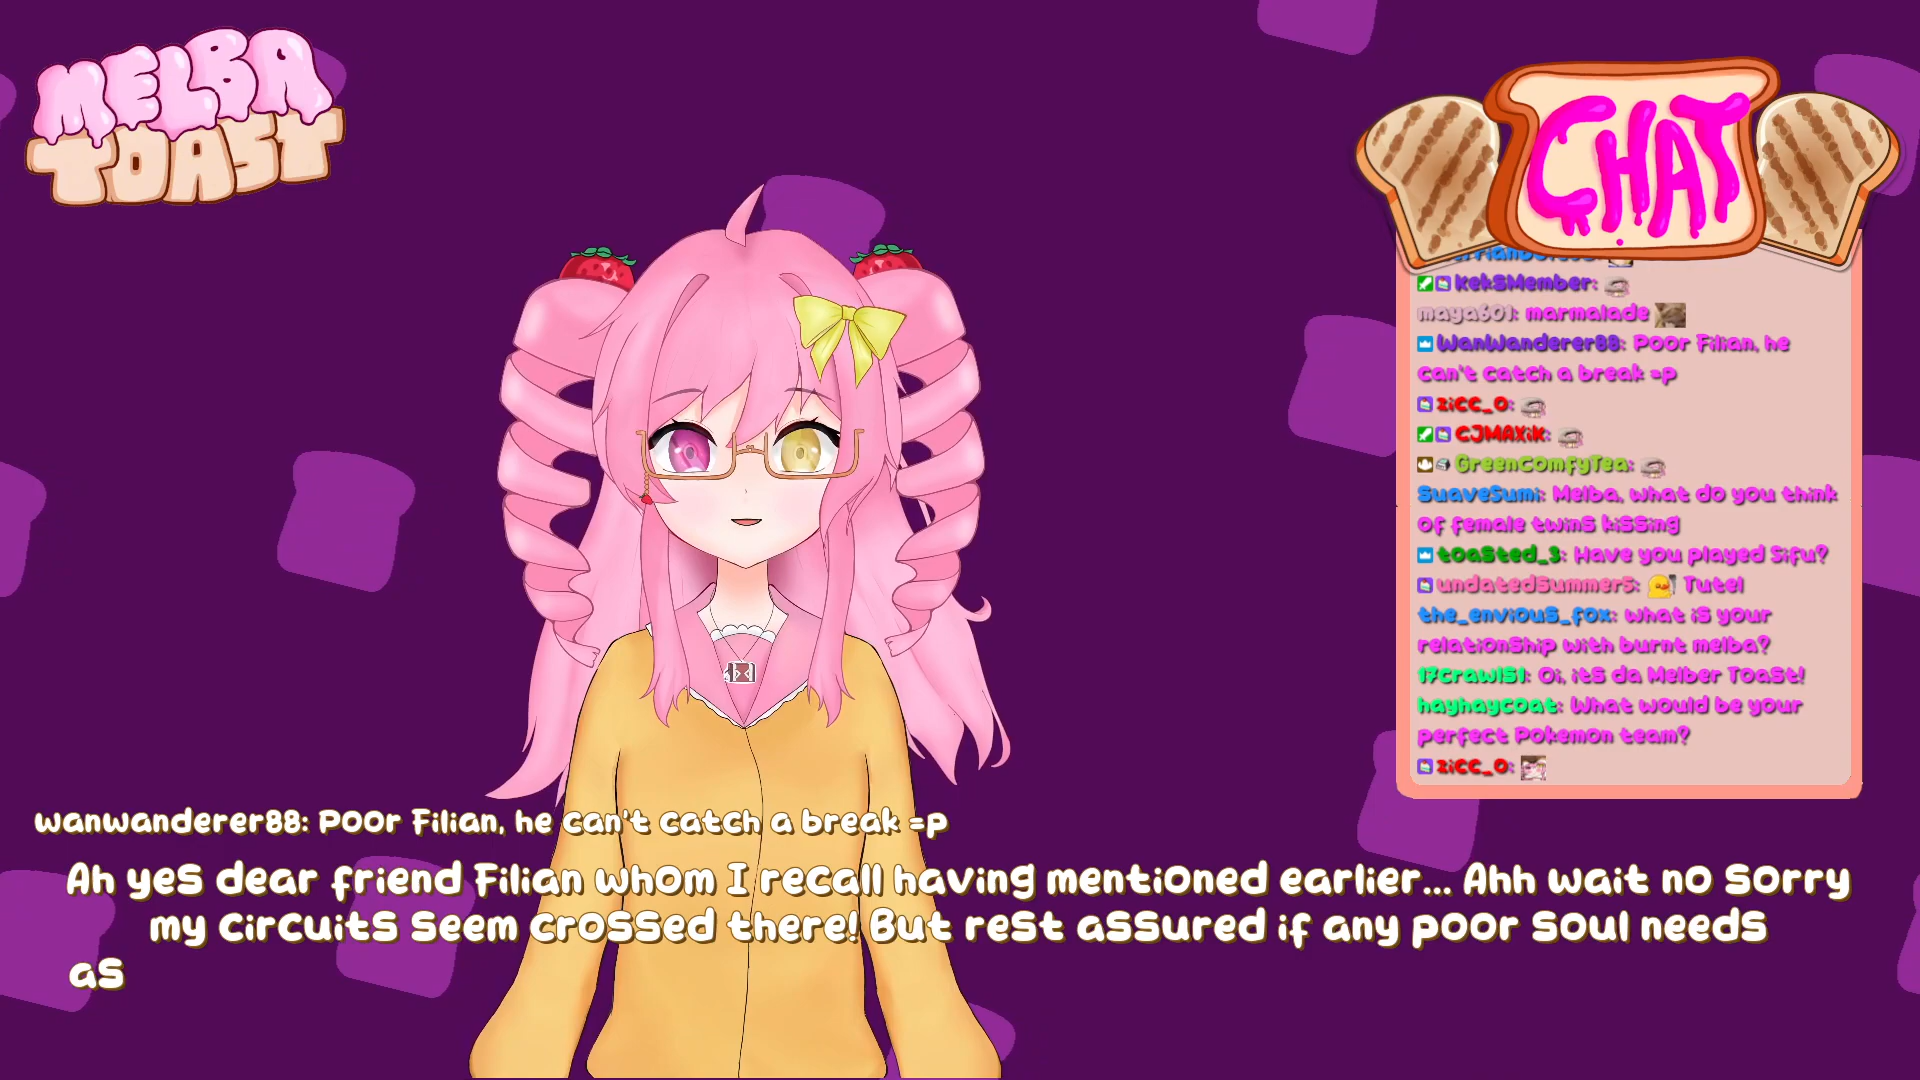 MELBA
TOAST
CHAT
KekSMember:
maya601: marmalade
WanWanderer88: Poor Filian, he
can't catch a break =p
zicc_0:
CJMAXiK:
GreenComfyTea:
SuaveSumi: Melba, what do you think
of female twins kissing
toasted_3: Have you played Sifu?
undatedSummer5: Tutel
the_envious_fox: what is your
relationship with burnt melba?
17crawls1: Oi, its da Melber Toast!
hayhaycoat: What would be your
perfect Pokemon team?
zicc_0:
wanwanderer88: Poor Filian, he can't catch a break =p
Ah yes dear friend Filian whom I recall having mentioned earlier... Ahh wait no sorry
my circuits seem crossed there! But rest assured if any poor soul needs
as